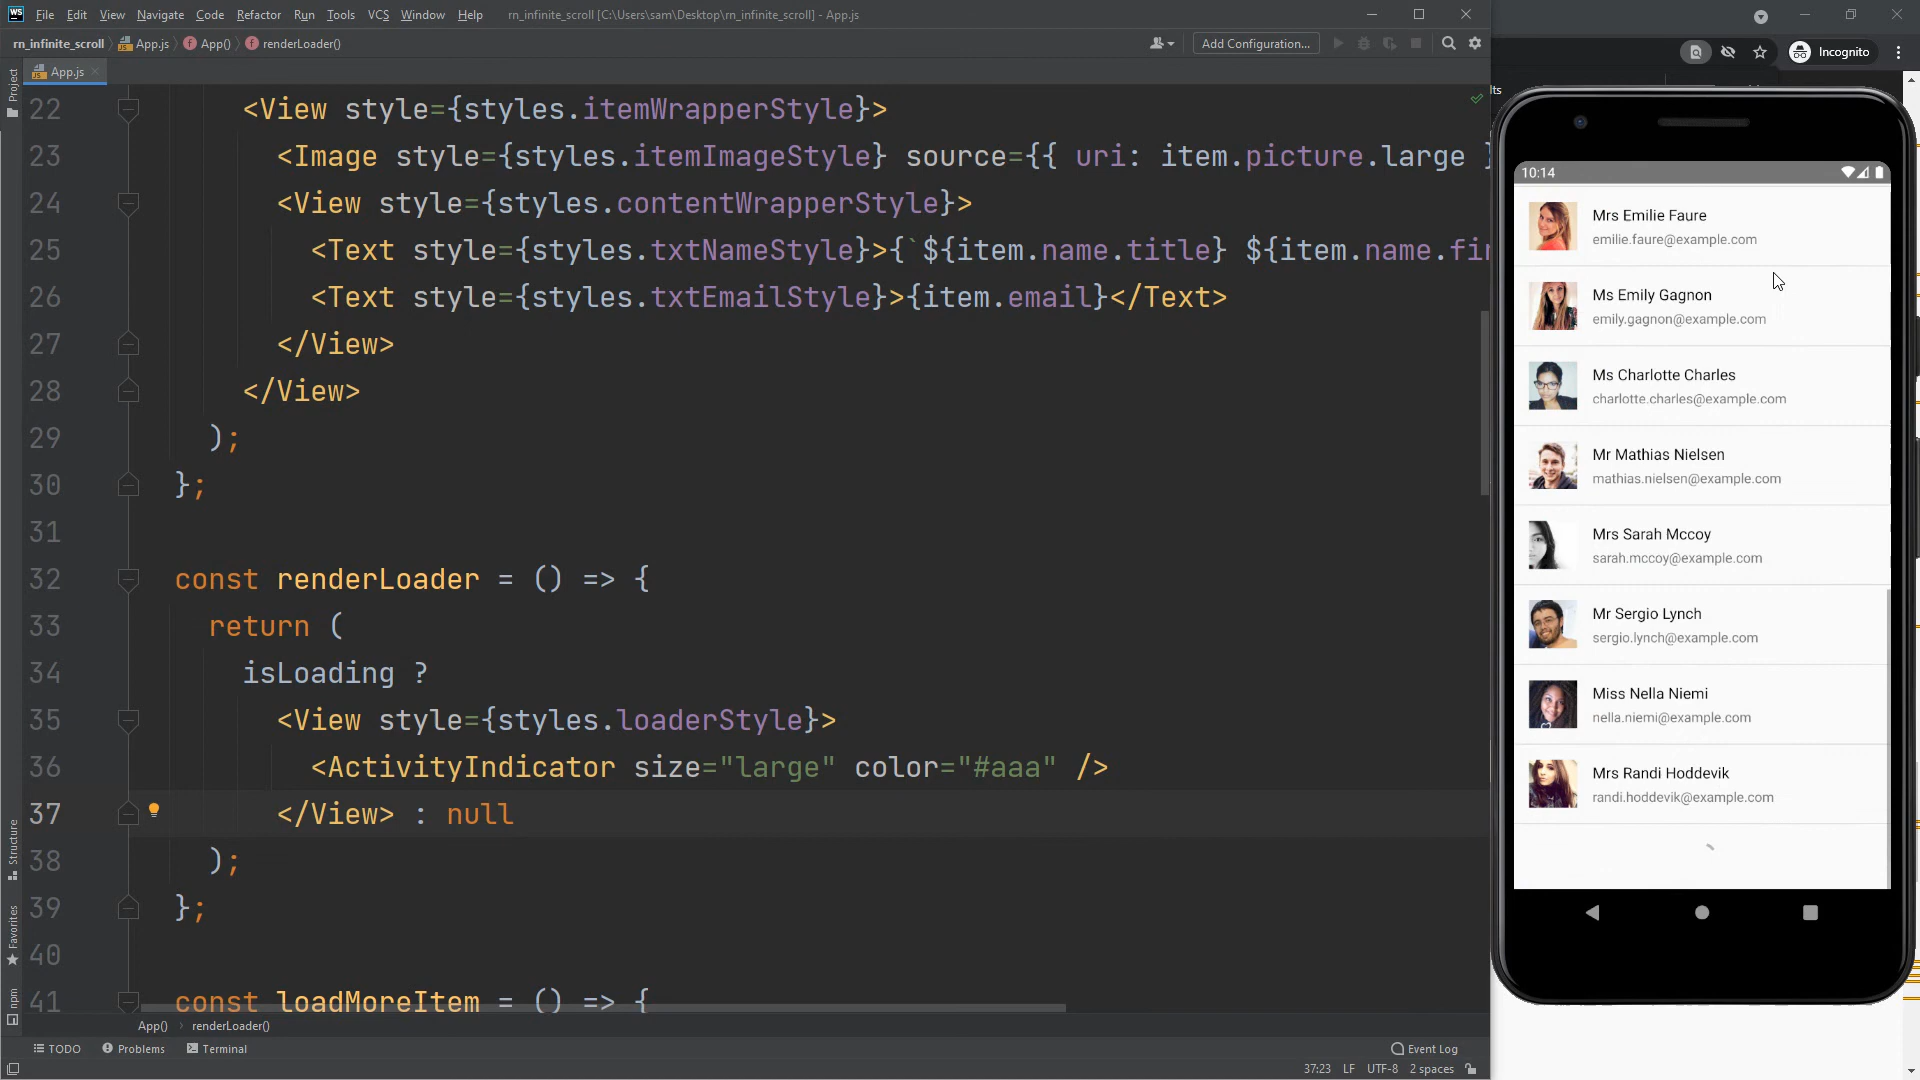 WS File Edit View Navigate Code Refactor Run Tools VCS Window Help rn_infinite_scroll [C:\Users\sam\Desktop\rn_infinite_scroll] - App.js
rn_infinite_scroll App.js App() renderLoader() Add Configuration...
Incognito
Project
App.js
22 <View style={styles.itemWrapperStyle}>
23 <Image style={styles.itemImageStyle} source={{ uri: item.picture.large }
24 <View style={styles.contentWrapperStyle}>
25 <Text style={styles.txtNameStyle}>{`${item.name.title} ${item.name.fir
26 <Text style={styles.txtEmailStyle}>{item.email}</Text>
27 </View>
28 </View>
29 );
30 };
31
32 const renderLoader = () => {
33 return (
34 isLoading ?
35 <View style={styles.loaderStyle}>
36 <ActivityIndicator size="large" color="#aaa" />
37 </View> : null
38 );
39 };
40
41 const loadMoreItem = () => {
Structure
Favorites
npm
App() renderLoader()
TODO Problems Terminal Event Log
37:23 LF UTF-8 2 spaces
lts
10:14
Mrs Emilie Faure
emilie.faure@example.com
Ms Emily Gagnon
emily.gagnon@example.com
Ms Charlotte Charles
charlotte.charles@example.com
Mr Mathias Nielsen
mathias.nielsen@example.com
Mrs Sarah Mccoy
sarah.mccoy@example.com
Mr Sergio Lynch
sergio.lynch@example.com
Miss Nella Niemi
nella.niemi@example.com
Mrs Randi Hoddevik
randi.hoddevik@example.com